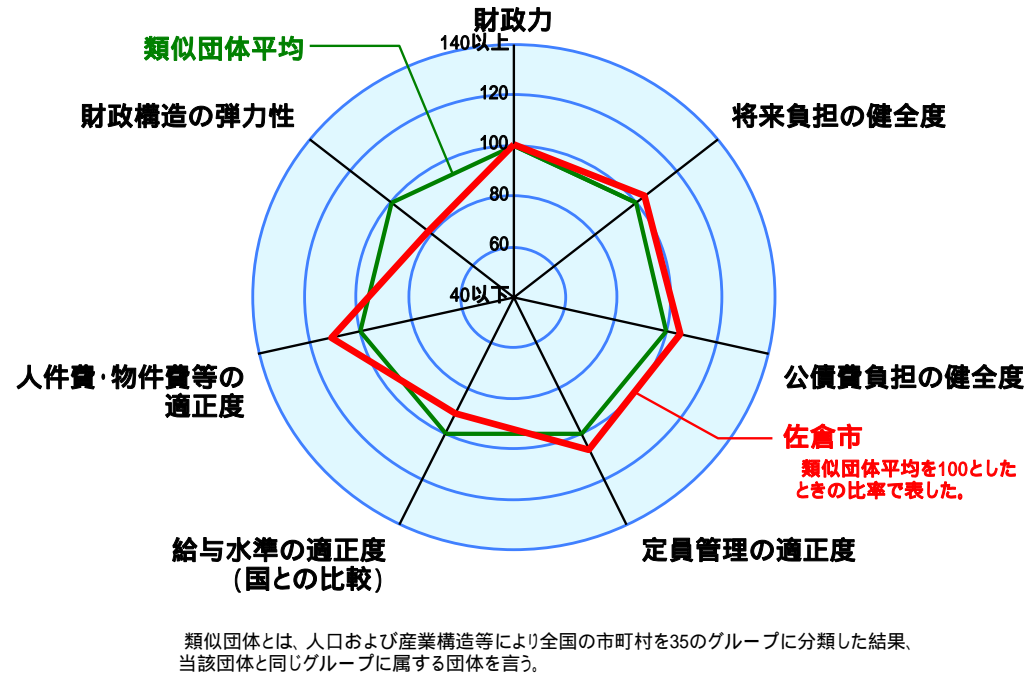 財政力
140以上
類似団体平均
120
財政構造の弾力性
将来負担の健全度
100
80
60
40以下
人件費・物件費等の
適正度
公債費負担の健全度
佐倉市
類似団体平均を100とした
ときの比率で表した。
給与水準の適正度
(国との比較)
定員管理の適正度
類似団体とは、人口および産業構造等により全国の市町村を35のグループに分類した結果、
当該団体と同じグループに属する団体を言う。